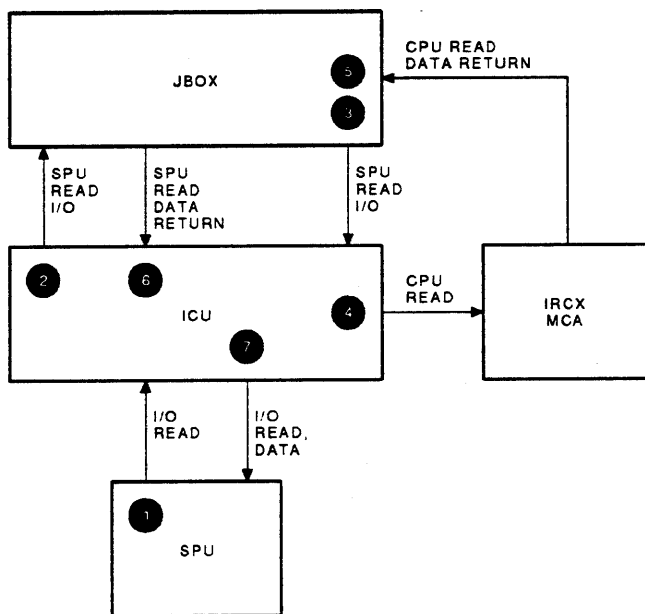 CPU READ
DATA RETURN
5
JBOX
3
SPU
READ
I/O
SPU
READ
DATA
RETURN
SPU
READ
I/O
2
6
CPU
READ
4
ICU
IRCX
MCA
7
I/O
READ
I/O
READ,
DATA
1
SPU